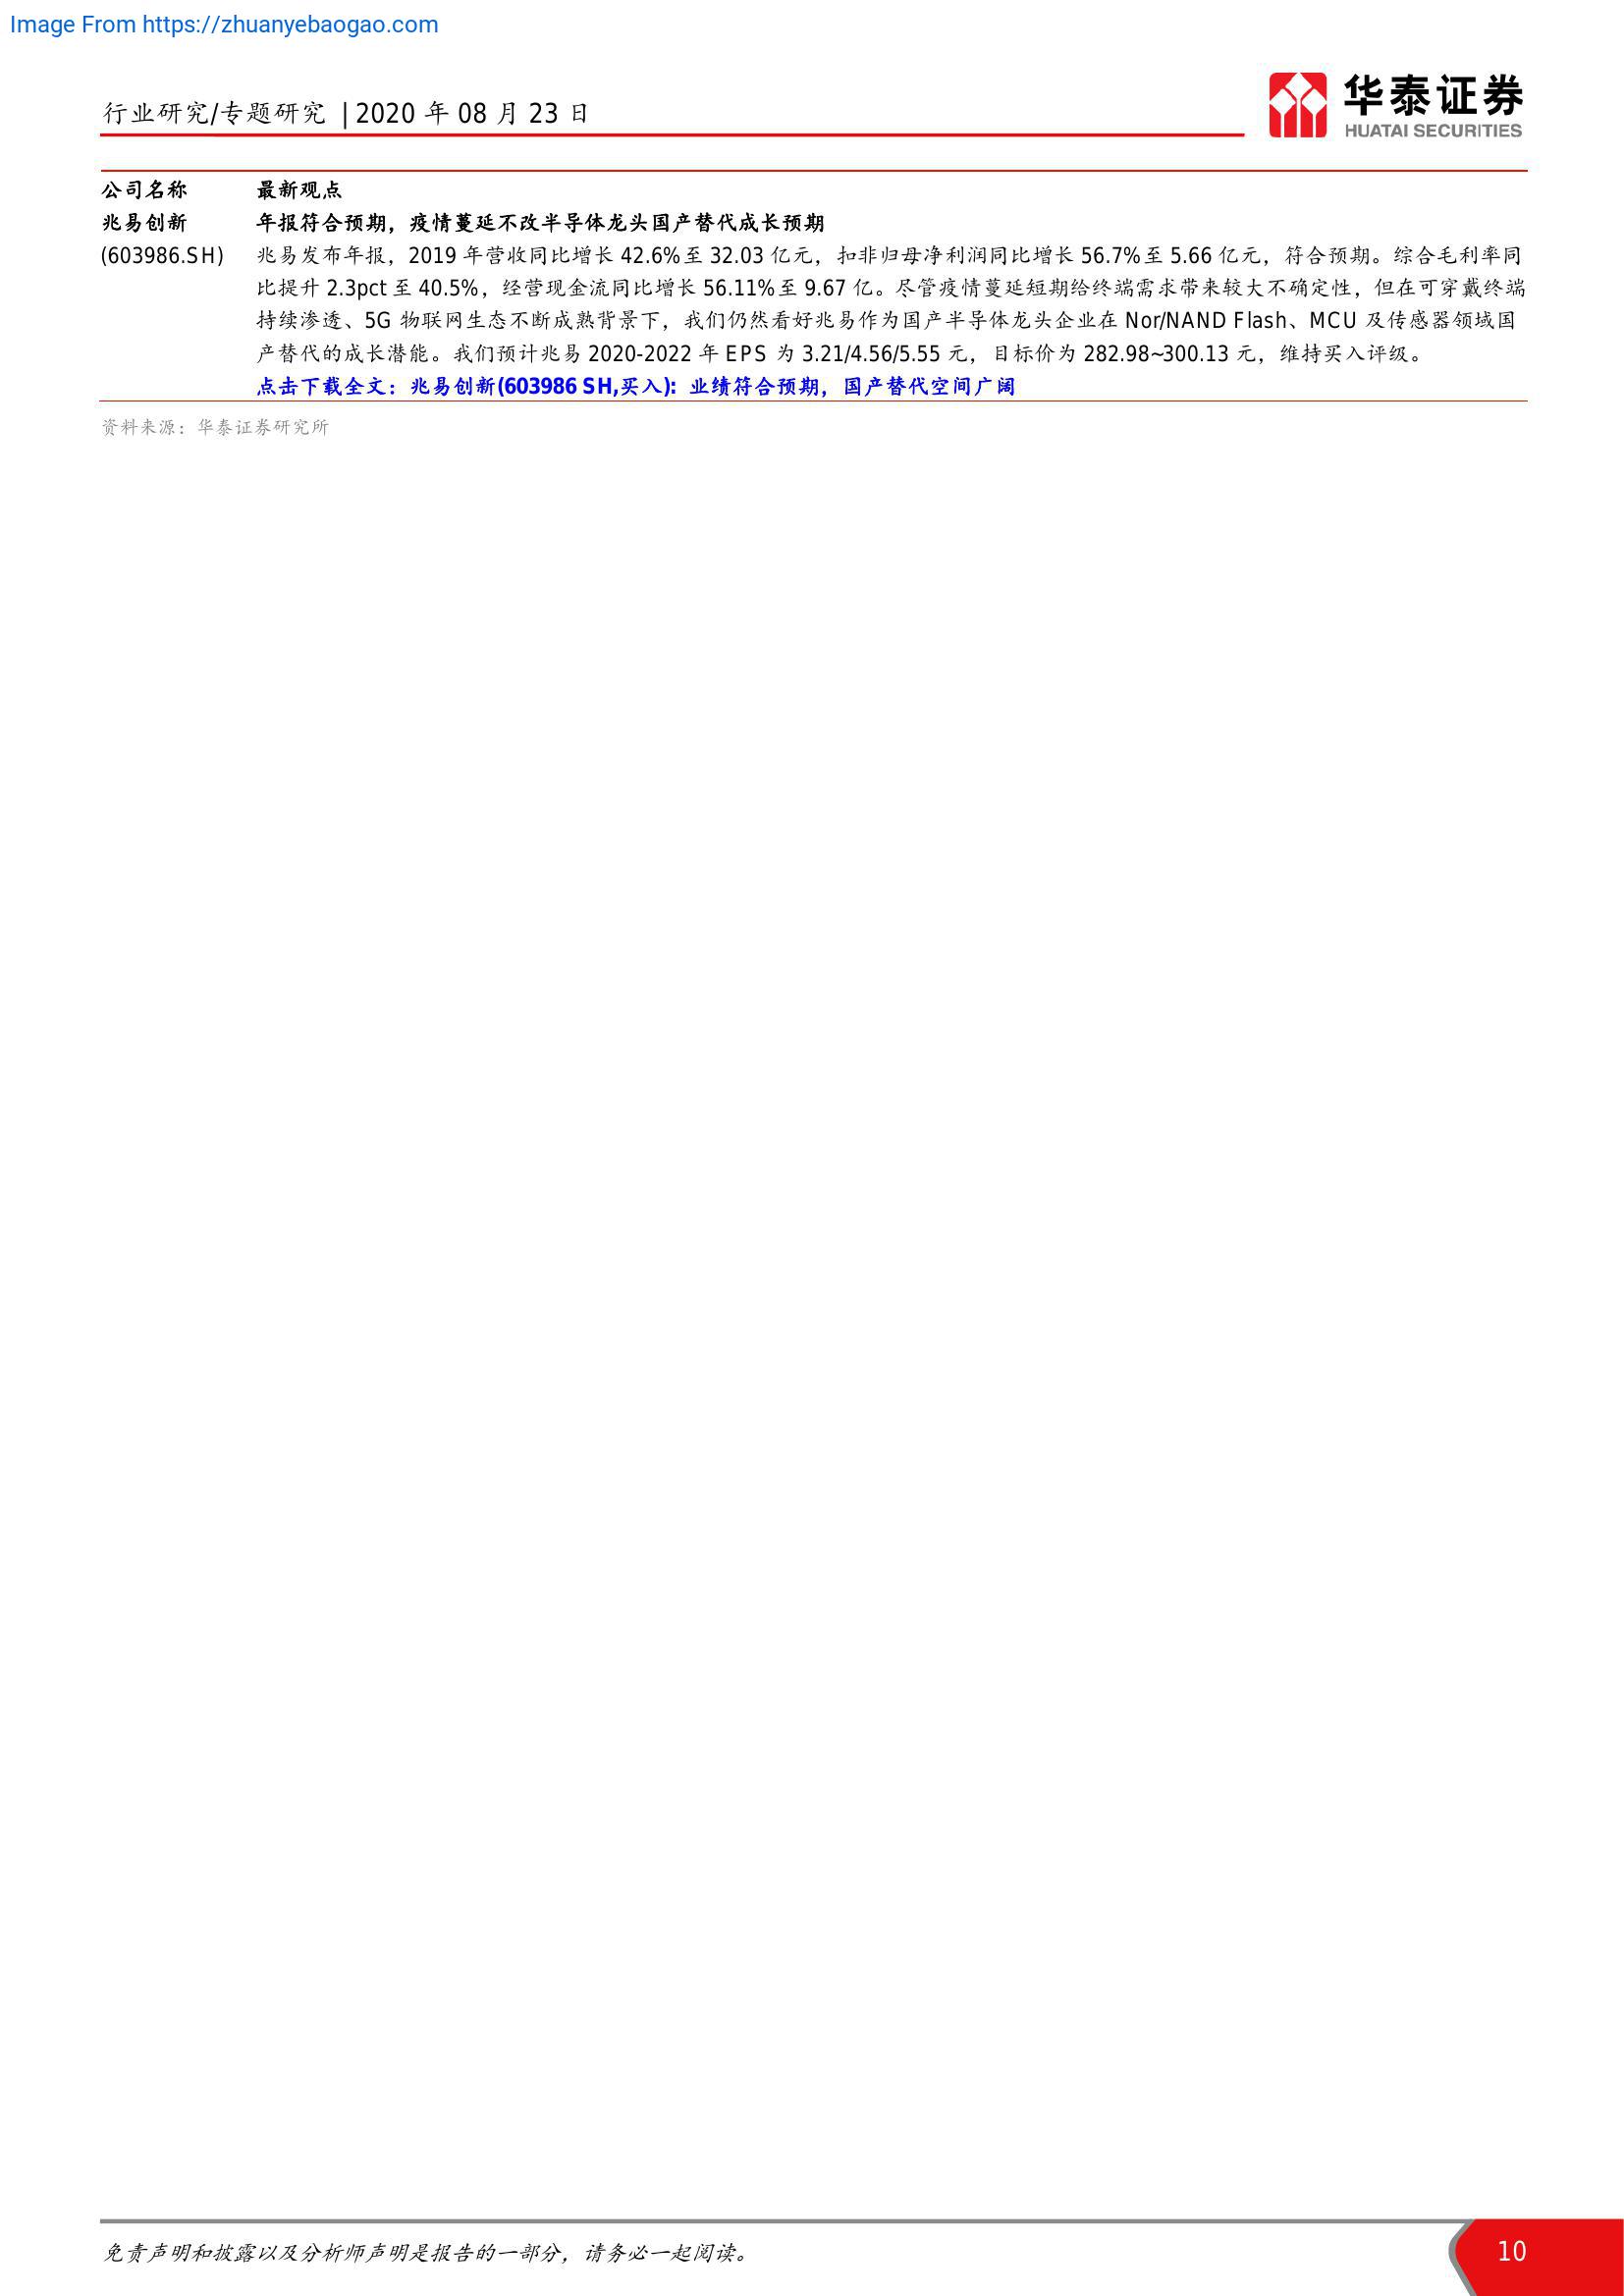 Image From https://zhuanyebaogao.com
行业研究/专题研究 | 2020 年 08 月 23 日
华泰证券
HUATAI SECURITIES
公司名称 最新观点
兆易创新 年报符合预期，疫情蔓延不改半导体龙头国产替代成长预期
(603986.SH) 兆易发布年报，2019 年营收同比增长 42.6%至 32.03 亿元，扣非归母净利润同比增长 56.7%至 5.66 亿元，符合预期。综合毛利率同
比提升 2.3pct 至 40.5%，经营现金流同比增长 56.11%至 9.67 亿。尽管疫情蔓延短期给终端需求带来较大不确定性，但在可穿戴终端
持续渗透、5G 物联网生态不断成熟背景下，我们仍然看好兆易作为国产半导体龙头企业在 Nor/NAND Flash、MCU 及传感器领域国
产替代的成长潜能。我们预计兆易 2020-2022 年 EPS 为 3.21/4.56/5.55 元，目标价为 282.98~300.13 元，维持买入评级。
点击下载全文：兆易创新(603986 SH,买入): 业绩符合预期，国产替代空间广阔
资料来源：华泰证券研究所
免责声明和披露以及分析师声明是报告的一部分，请务必一起阅读。
10